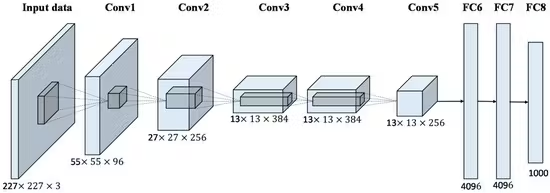 Input data Conv1 Conv2 Conv3 Conv4 Conv5 FC6 FC7 FC8
227× 227 × 3
55× 55 × 96
27× 27 × 256
13× 13 × 384
13× 13 × 384
13× 13 × 256
4096
4096
1000